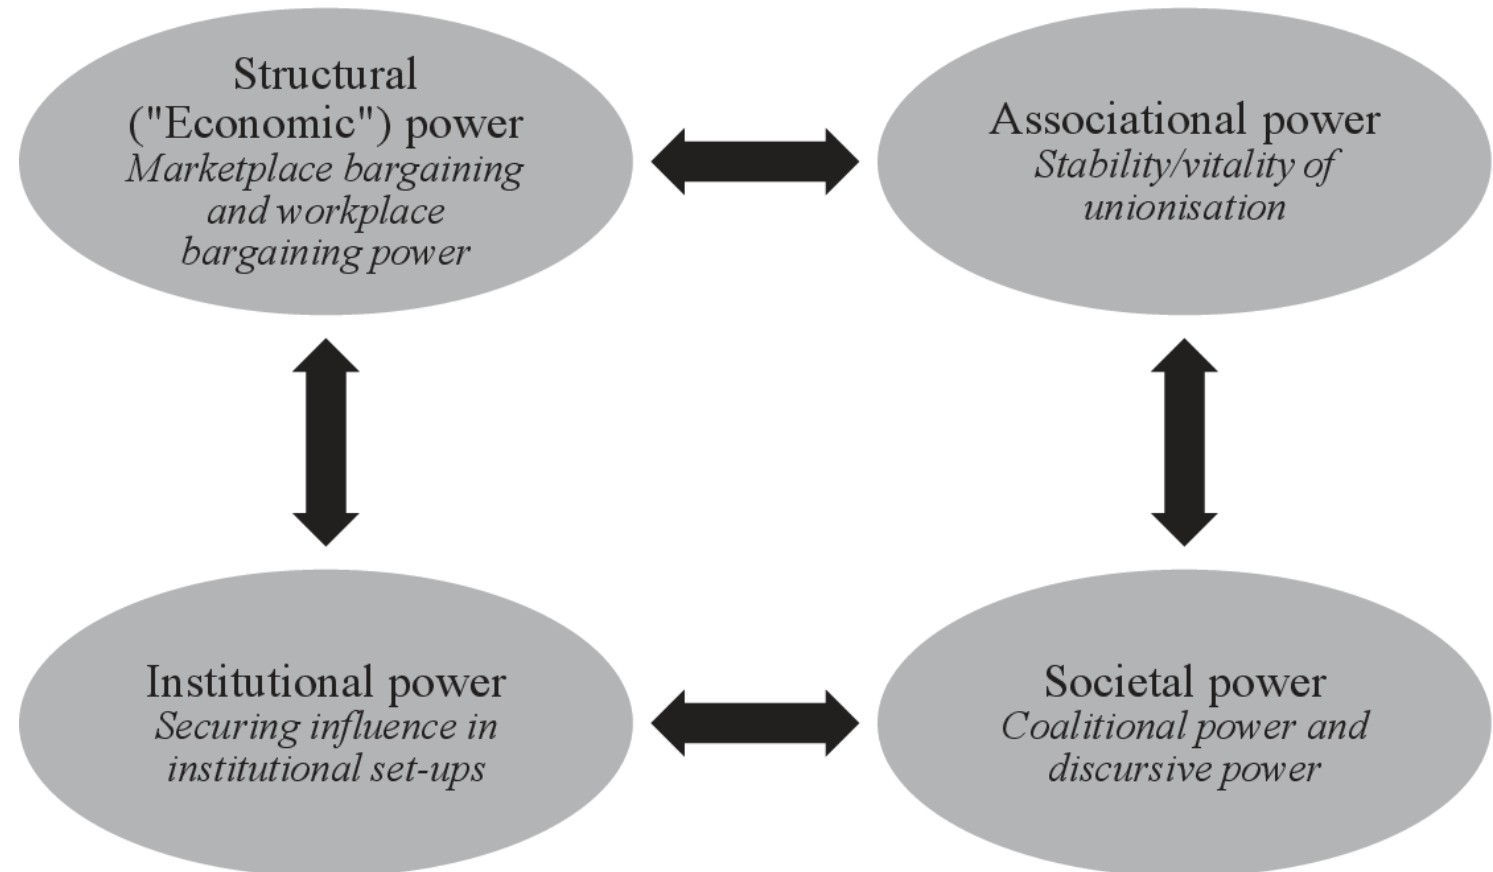 Structural
("Economic") power
Marketplace bargaining
and workplace
bargaining power
Associational power
Stability/vitality of
unionisation
Institutional power
Securing influence in
institutional set-ups
Societal power
Coalitional power and
discursive power